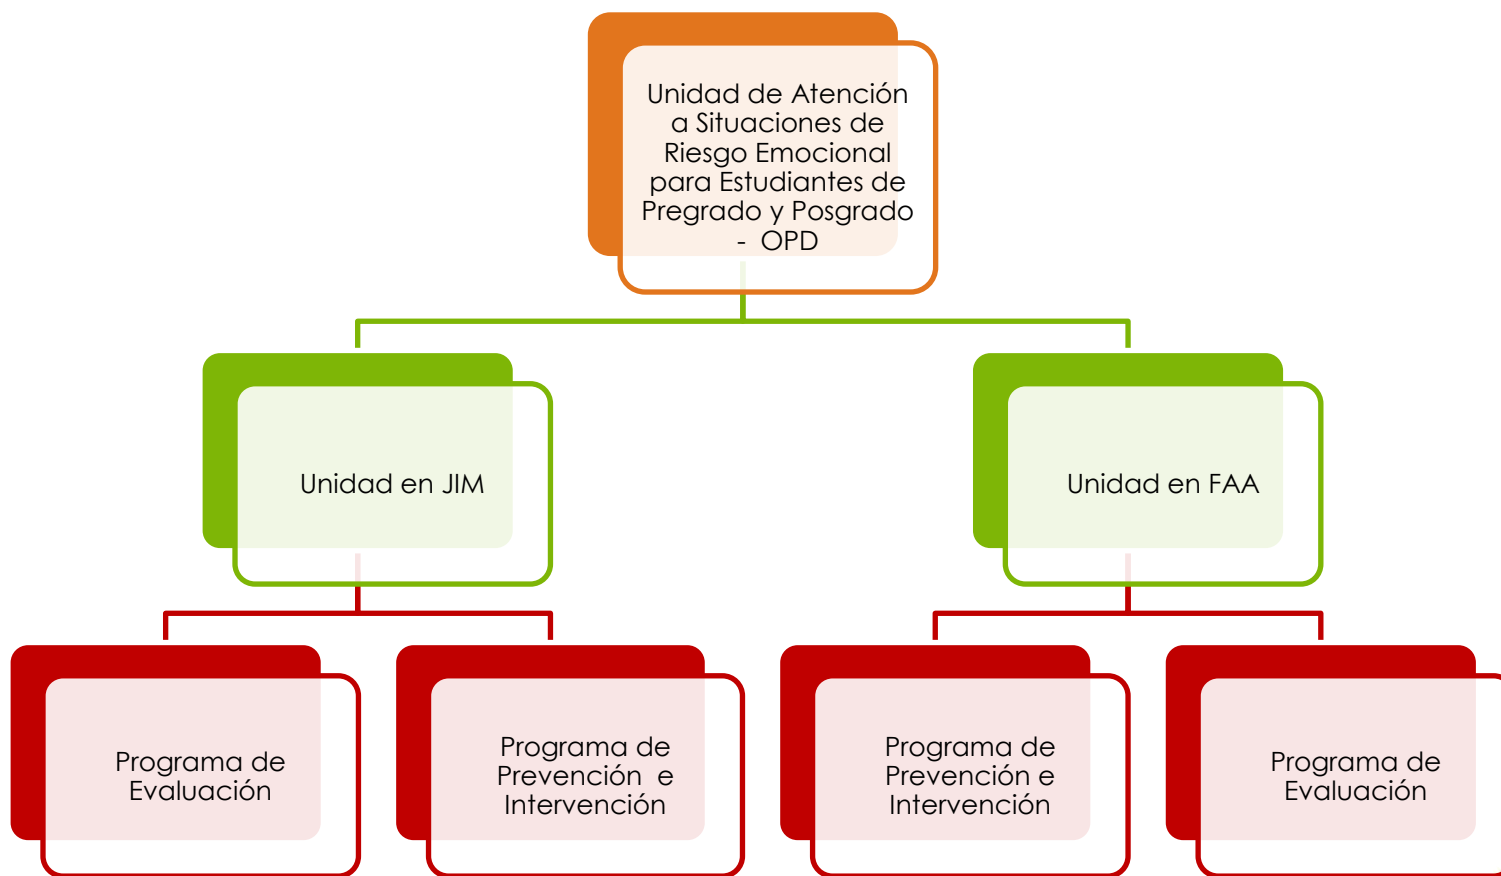 Unidad de Atención
a Situaciones de
Riesgo Emocional
para Estudiantes de
Pregrado y Posgrado
- OPD
Unidad en JIM
Unidad en FAA
Programa de
Evaluación
Programa de
Prevención e
Intervención
Programa de
Prevención e
Intervención
Programa de
Evaluación